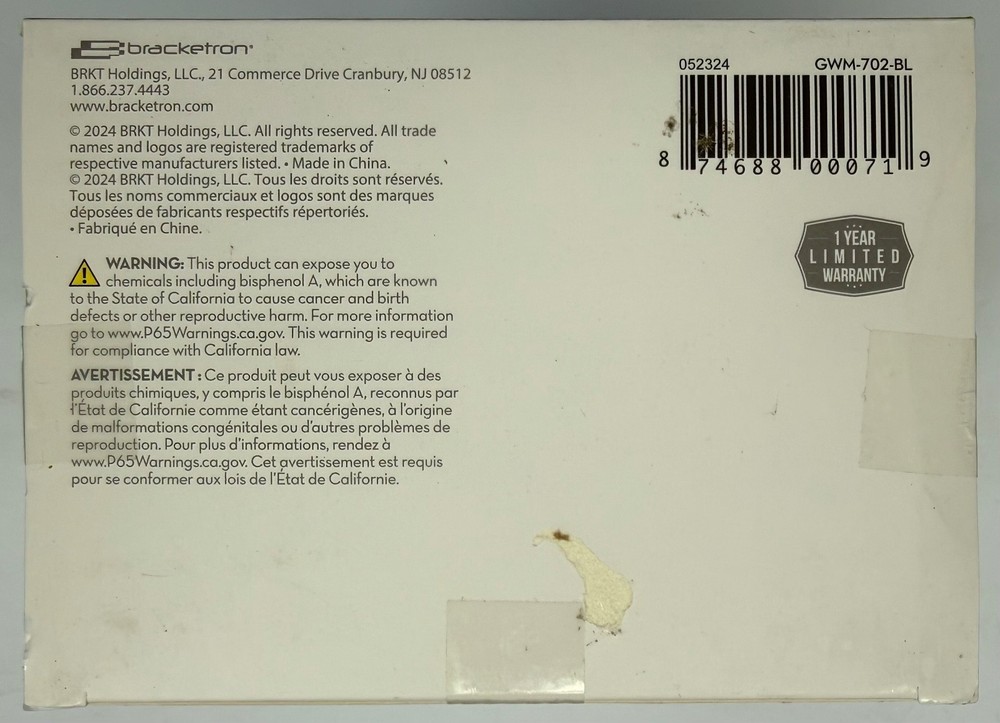 bracketron
BRKT Holdings, LLC., 21 Commerce Drive Cranbury, NJ 08512
1.866.237.4443
www.bracketron.com
© 2024 BRKT Holdings, LLC. All rights reserved. All trade
names and logos are registered trademarks of
respective manufacturers listed. • Made in China.
© 2024 BRKT Holdings, LLC. Tous les droits sont réservés.
Tous les noms commerciaux et logos sont des marques
déposées de fabricants respectifs répertoriés.
• Fabriqué en Chine.
WARNING: This product can expose you to
chemicals including bisphenol A, which are known
to the State of California to cause cancer and birth
defects or other reproductive harm. For more information
go to www.P65Warnings.ca.gov. This warning is required
for compliance with California law.
AVERTISSEMENT : Ce produit peut vous exposer à des
produits chimiques, y compris le bisphénol A, reconnus par
l'État de Californie comme étant cancérigènes, à l'origine
de malformations congénitales ou d'autres problèmes de
reproduction. Pour plus d'informations, rendez à
www.P65Warnings.ca.gov. Cet avertissement est requis
pour se conformer aux lois de l'État de Californie.
052324 GWM-702-BL
8 74688 00071 9
1 YEAR
LIMITED
WARRANTY